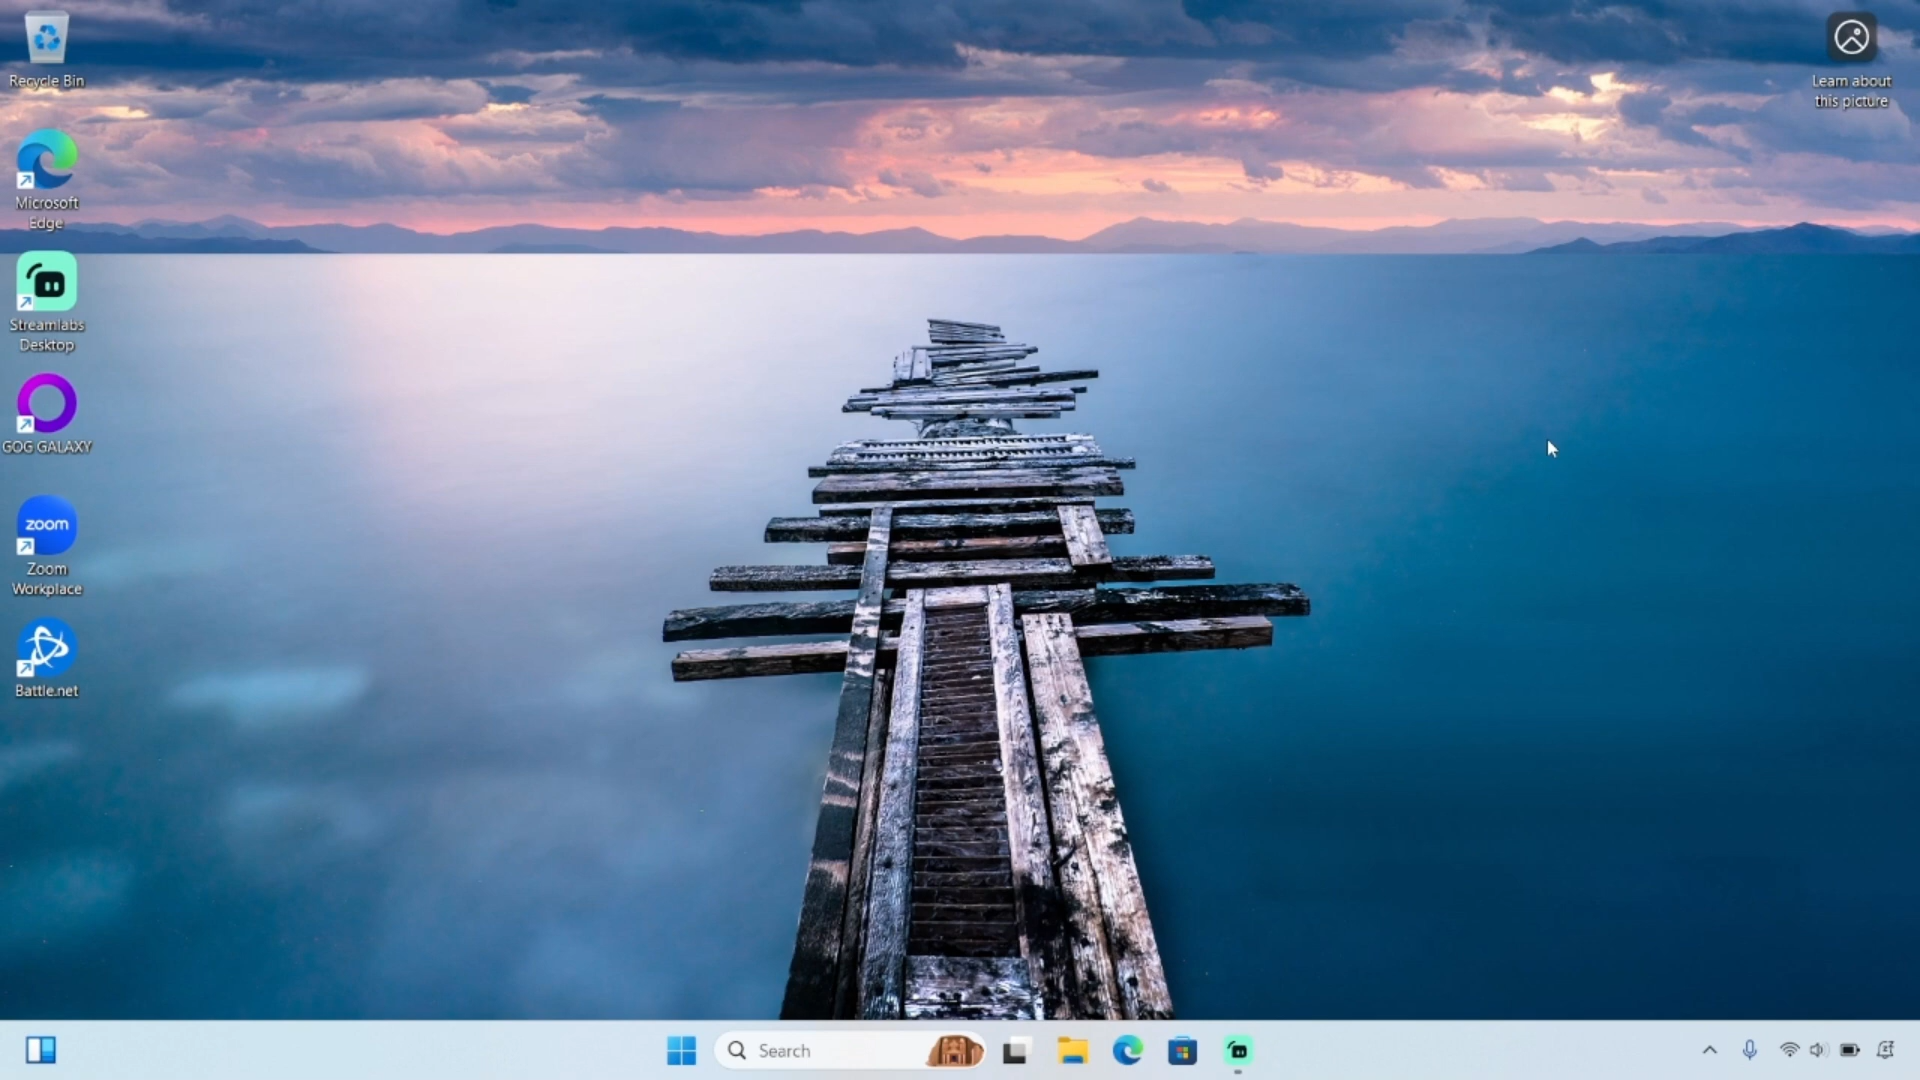 Recycle Bin
Learn about
this picture
Microsoft
Edge
Streamlabs
Desktop
GOG GALAXY
zoom
Zoom
Workplace
Battle.net
Search